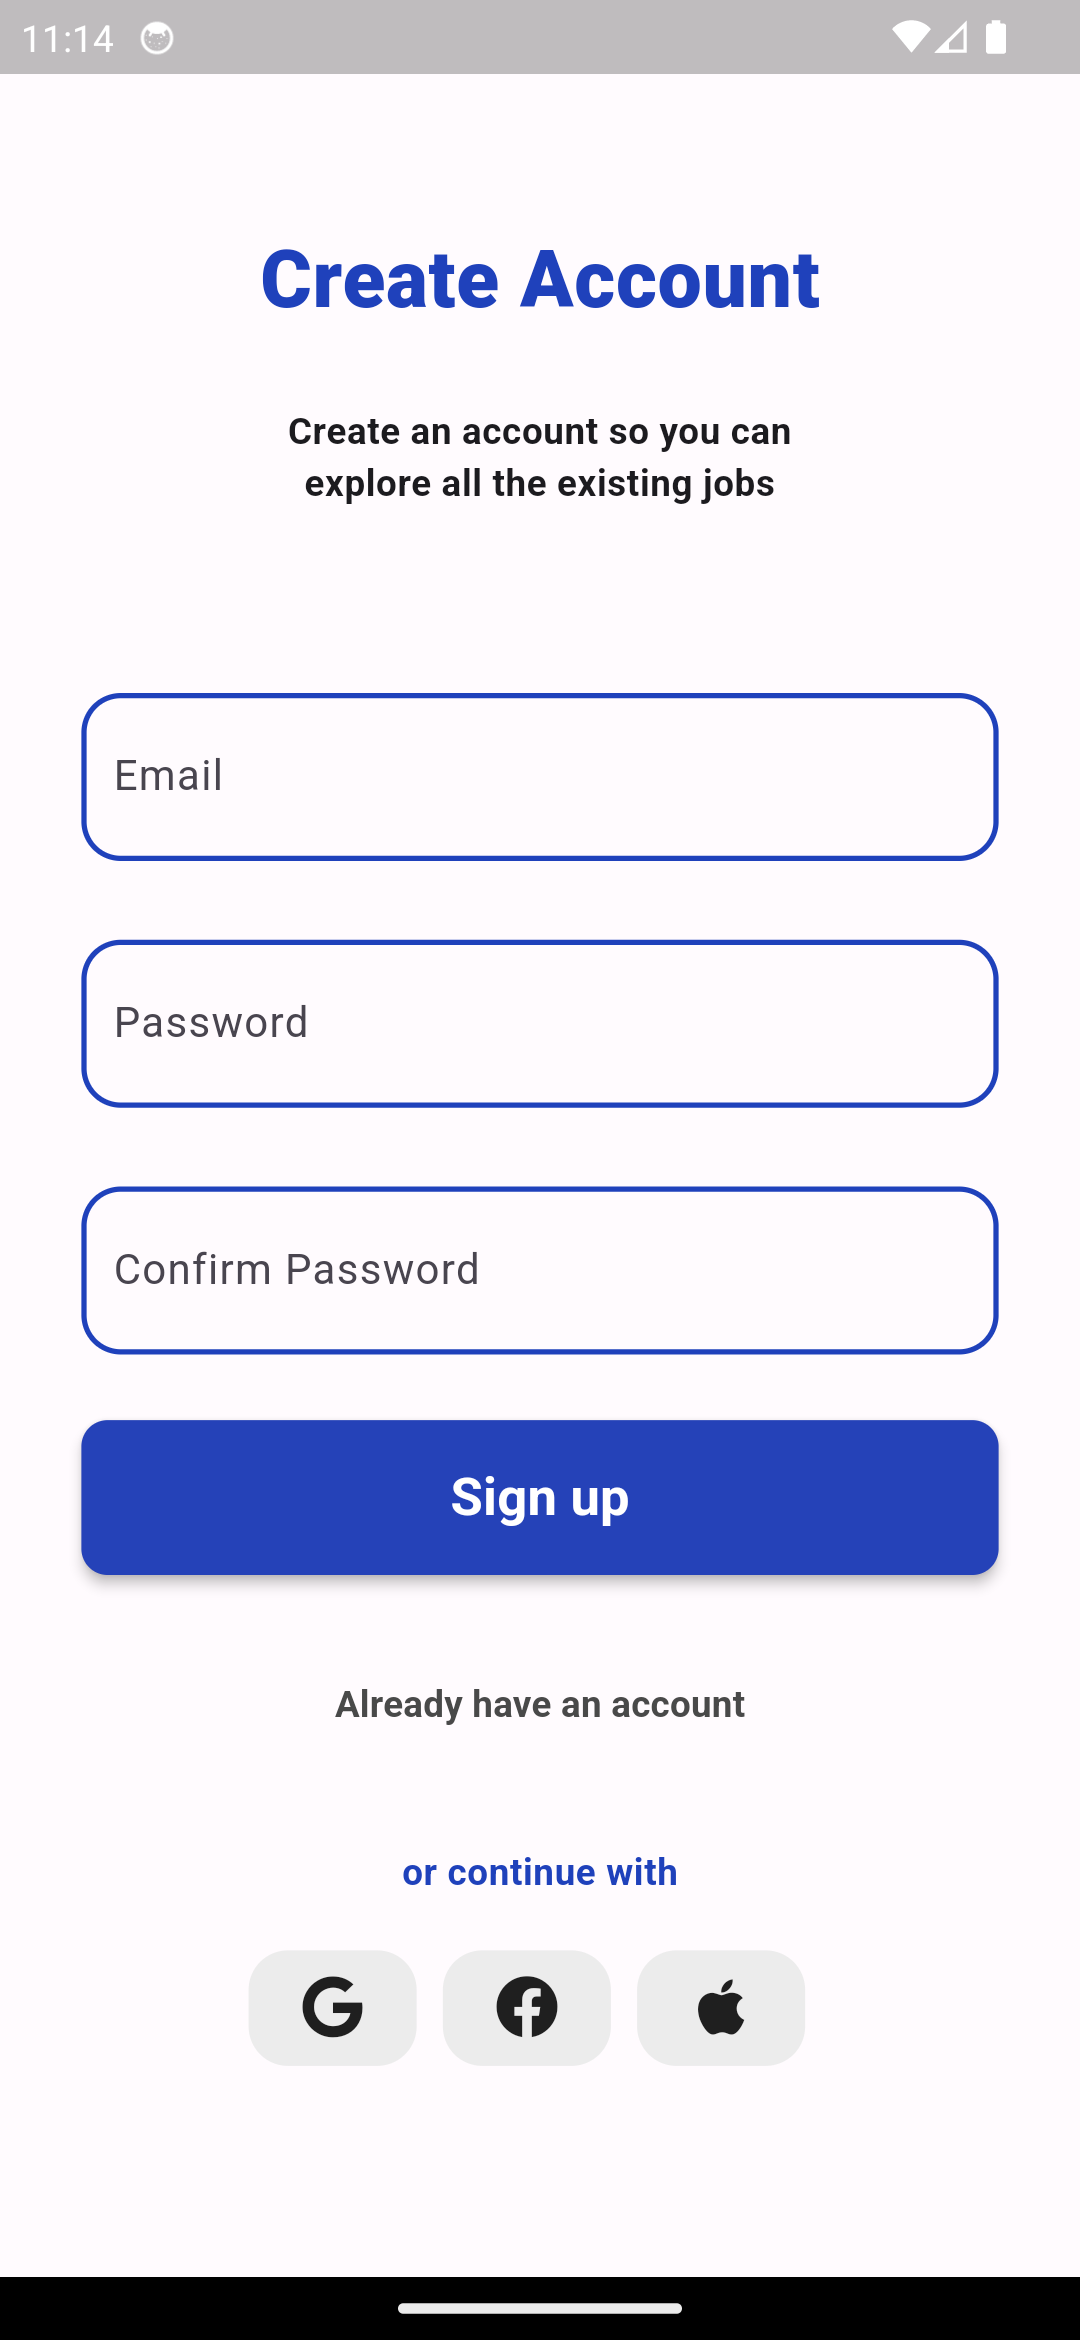 11:14
Create Account
Create an account so you can
explore all the existing jobs
Email
Password
Confirm Password
Sign up
Already have an account
or continue with